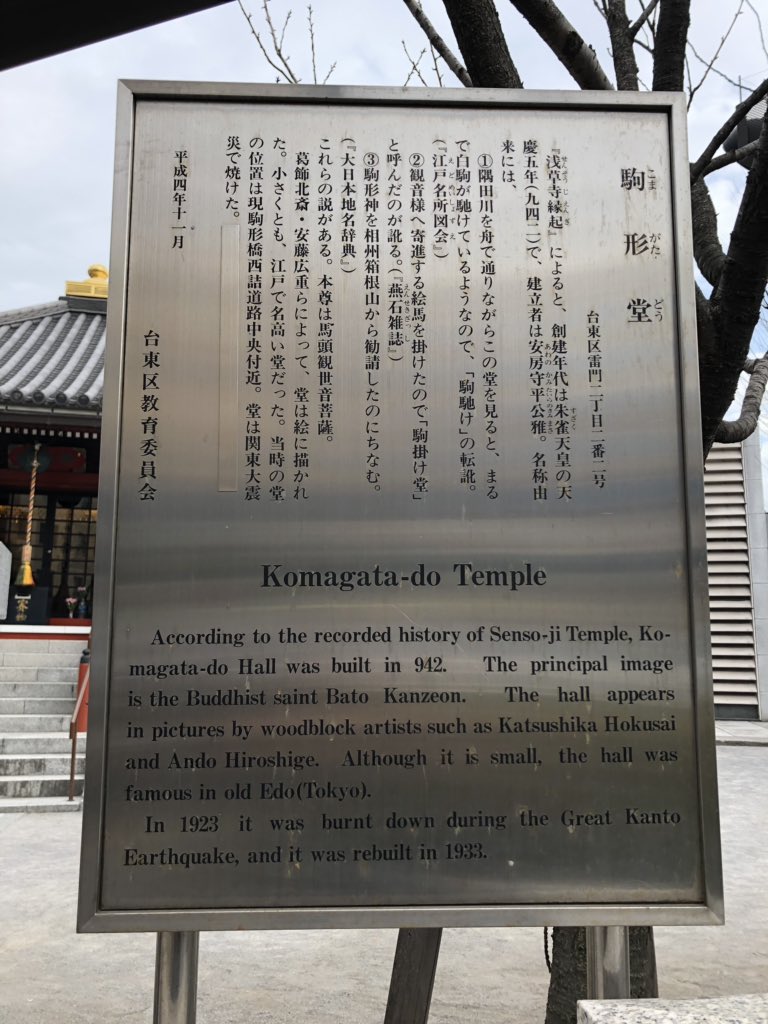 駒形堂
こまがたどう
台東区雷門二丁目二番二号
『浅草寺縁起』によると、創建年代は朱雀天皇の天
慶五年(九四二)で、建立者は安房守平公雅。名称由
来には、
①隅田川を舟で通りながらこの堂を見ると、まる
で白駒が馳けているようなので、「駒馳け」の転訛。
(『江戸名所図会』)
②観音様へ寄進する絵馬を掛けたので「駒掛け堂」
と呼んだのが訛る。(『燕石雑誌』)
③駒形神を相州箱根山から勧請したのにちなむ。
(『大日本地名辞典』)
これらの説がある。本尊は馬頭観世音菩薩。
葛飾北斎・安藤広重らによって、堂は絵に描かれ
た。小さくとも、江戸で名高い堂だった。当時の堂
の位置は現駒形橋西詰道路中央付近。堂は関東大震
災で焼けた。
平成四年十一月
台東区教育委員会
Komagata-do Temple
According to the recorded history of Senso-ji Temple, Ko-
magata-do Hall was built in 942. The principal image
is the Buddhist saint Bato Kanzeon. The hall appears
in pictures by woodblock artists such as Katsushika Hokusai
and Ando Hiroshige. Although it is small, the hall was
famous in old Edo(Tokyo).
In 1923 it was burnt down during the Great Kanto
Earthquake, and it was rebuilt in 1933.